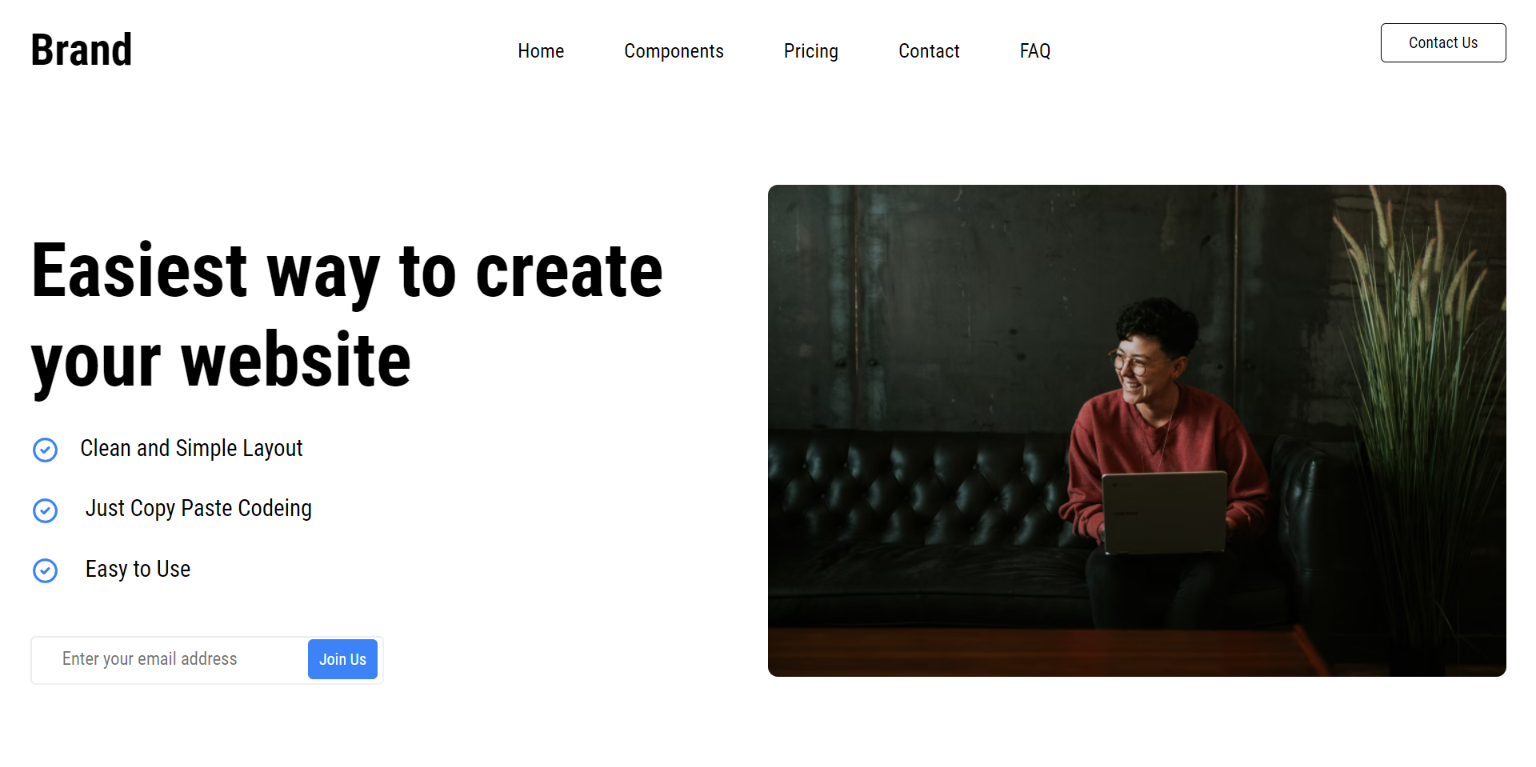 Brand
Home Components Pricing Contact FAQ
Contact Us
Easiest way to create
your website
Clean and Simple Layout
Just Copy Paste Codeing
Easy to Use
Enter your email address
Join Us